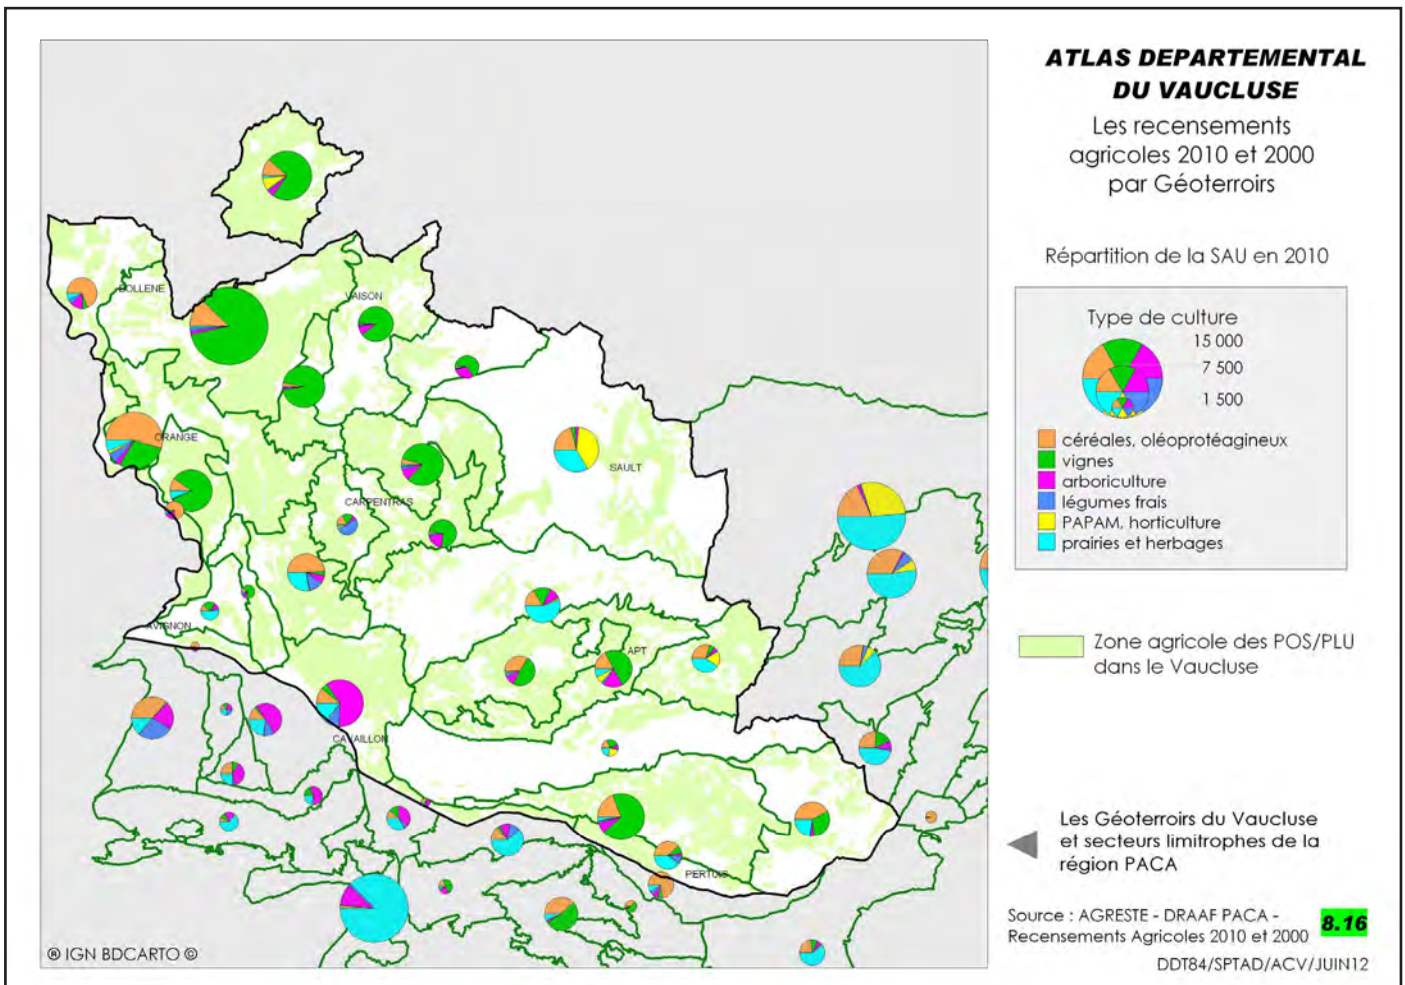 ATLAS DEPARTEMENTAL
DU VAUCLUSE
Les recensements
agricoles 2010 et 2000
par Géoterroirs
Répartition de la SAU en 2010
Type de culture
15 000
7 500
1 500
céréales, oléoprotéagineux
vignes
arboriculture
légumes frais
PAPAM, horticulture
prairies et herbages
Zone agricole des POS/PLU
dans le Vaucluse
Les Géoterroirs du Vaucluse
et secteurs limitrophes de la
région PACA
Source : AGRESTE - DRAAF PACA -
Recensements Agricoles 2010 et 2000
8.16
DDT84/SPTAD/ACV/JUIN12
BOLLENE
VAISON
ORANGE
SAULT
CARPENTRAS
AVIGNON
APT
CAVAILLON
PERTUIS
® IGN BDCARTO ©